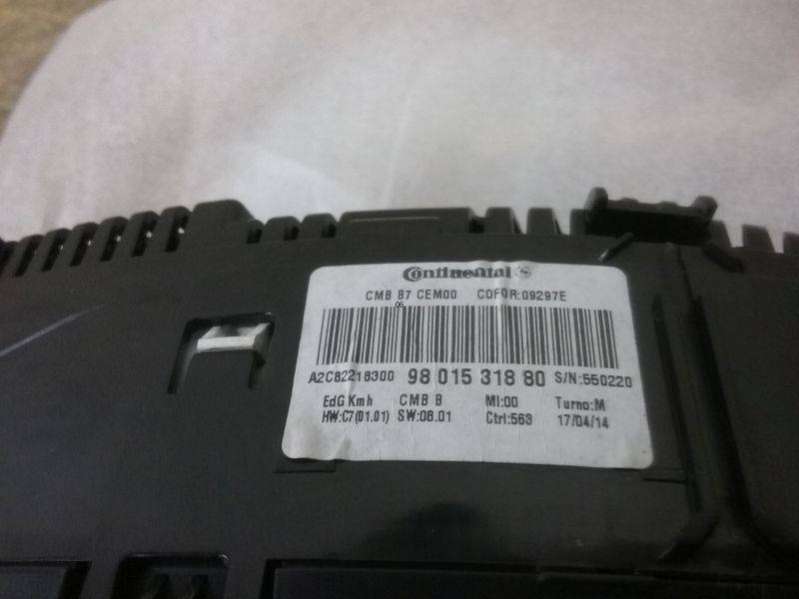 Continental
CMB B7 CEM00 COFOR:09297E
A2C82218300 98 015 318 80 S/N:550220
EdG Kmh CMB B MI:00 Turno:M
HW:C7(01.01) SW:08.01 Ctrl:563 17/04/14